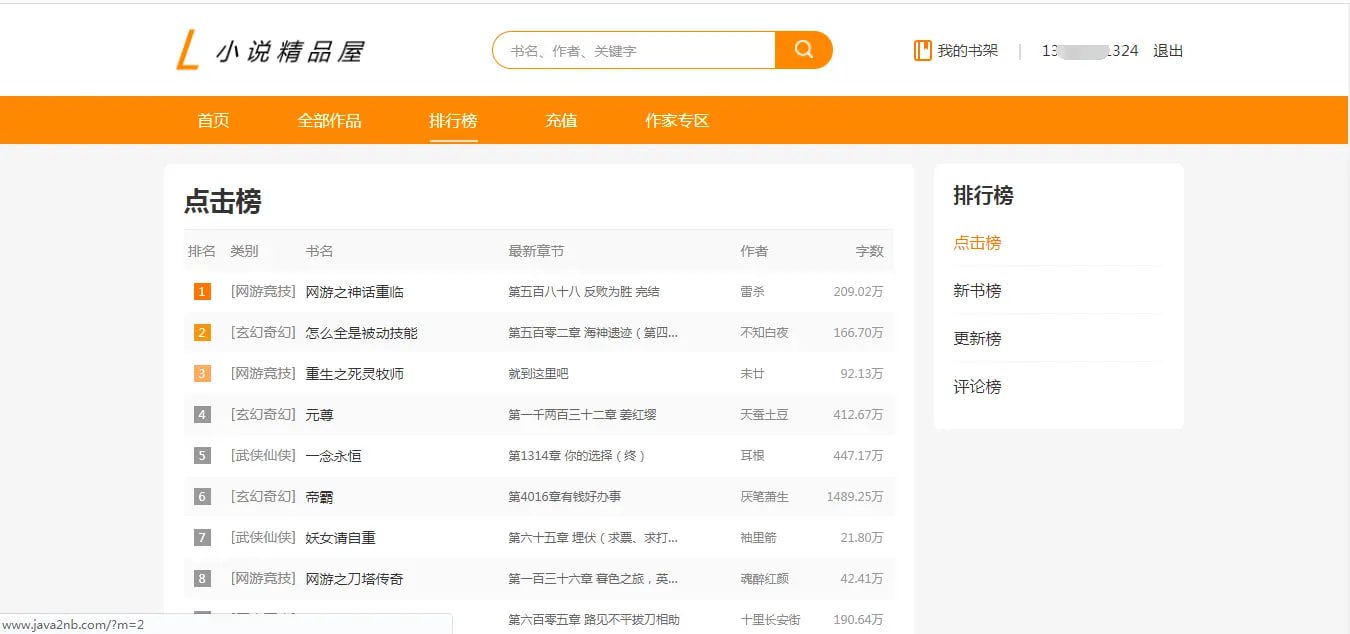 小说精品屋
书名、作者、关键字
我的书架 | 13 1324 退出
首页 全部作品 排行榜 充值 作家专区
点击榜
排名 类别 书名 最新章节 作者 字数
1 [网游竞技] 网游之神话重临 第五百八十八 反败为胜 完结 雷杀 209.02万
2 [玄幻奇幻] 怎么全是被动技能 第五百零二章 海神遗迹（第四... 不知白夜 166.70万
3 [网游竞技] 重生之死灵牧师 就到这里吧 未廿 92.13万
4 [玄幻奇幻] 元尊 第一千两百三十二章 姜红璎 天蚕土豆 412.67万
5 [武侠仙侠] 一念永恒 第1314章 你的选择（终） 耳根 447.17万
6 [玄幻奇幻] 帝霸 第4016章有钱好办事 厌笔萧生 1489.25万
7 [武侠仙侠] 妖女请自重 第六十五章 埋伏（求票、求打... 袖里箭 21.80万
8 [网游竞技] 网游之刀塔传奇 第一百三十六章 暮色之旅，英... 魂醉红颜 42.41万
第六百零五章 路见不平拔刀相助 十里长安街 190.64万
排行榜
点击榜
新书榜
更新榜
评论榜
www.java2nb.com/?m=2